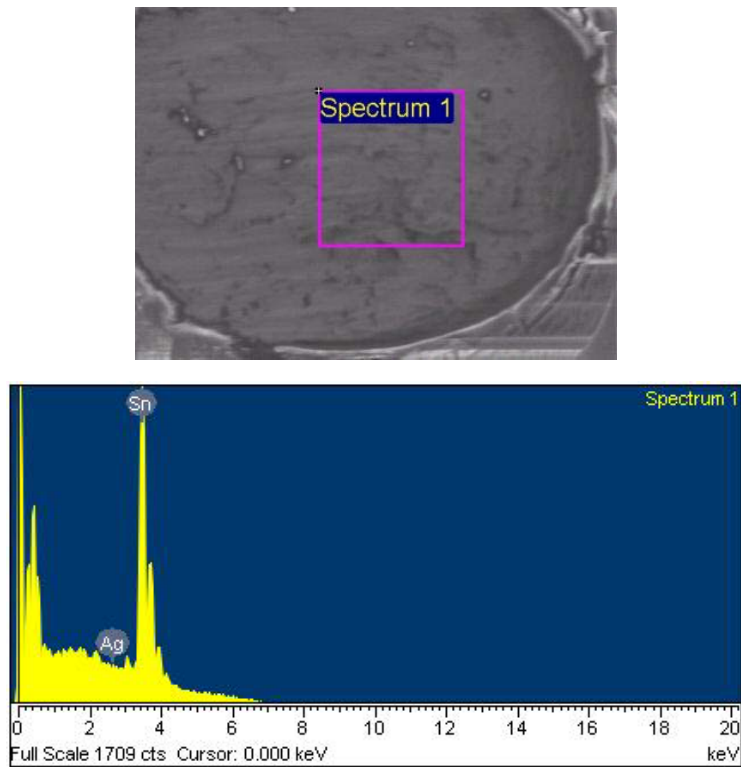 Spectrum 1
Spectrum 1
Sn
Ag
0 2 4 6 8 10 12 14 16 18 20
Full Scale 1709 cts Cursor: 0.000 keV keV